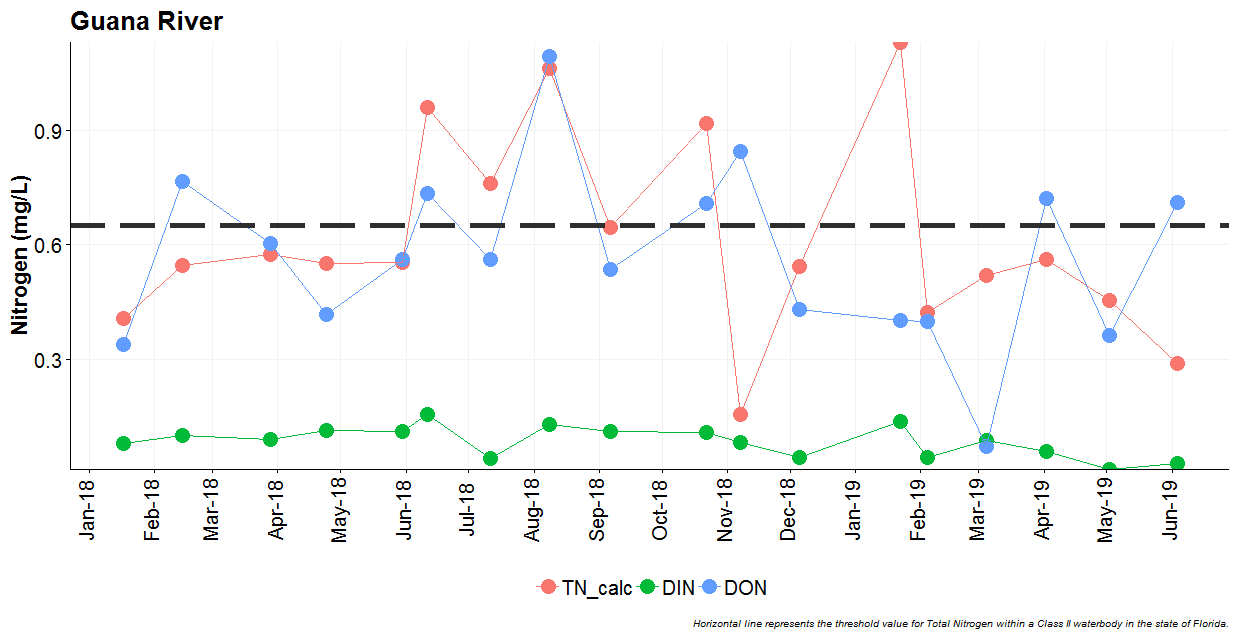 Guana River
Nitrogen (mg/L)
0.9
0.6
0.3
Jan-18 Feb-18 Mar-18 Apr-18 May-18 Jun-18 Jul-18 Aug-18 Sep-18 Oct-18 Nov-18 Dec-18 Jan-19 Feb-19 Mar-19 Apr-19 May-19 Jun-19
TN_calc DIN DON
Horizontal line represents the threshold value for Total Nitrogen within a Class II waterbody in the state of Florida.